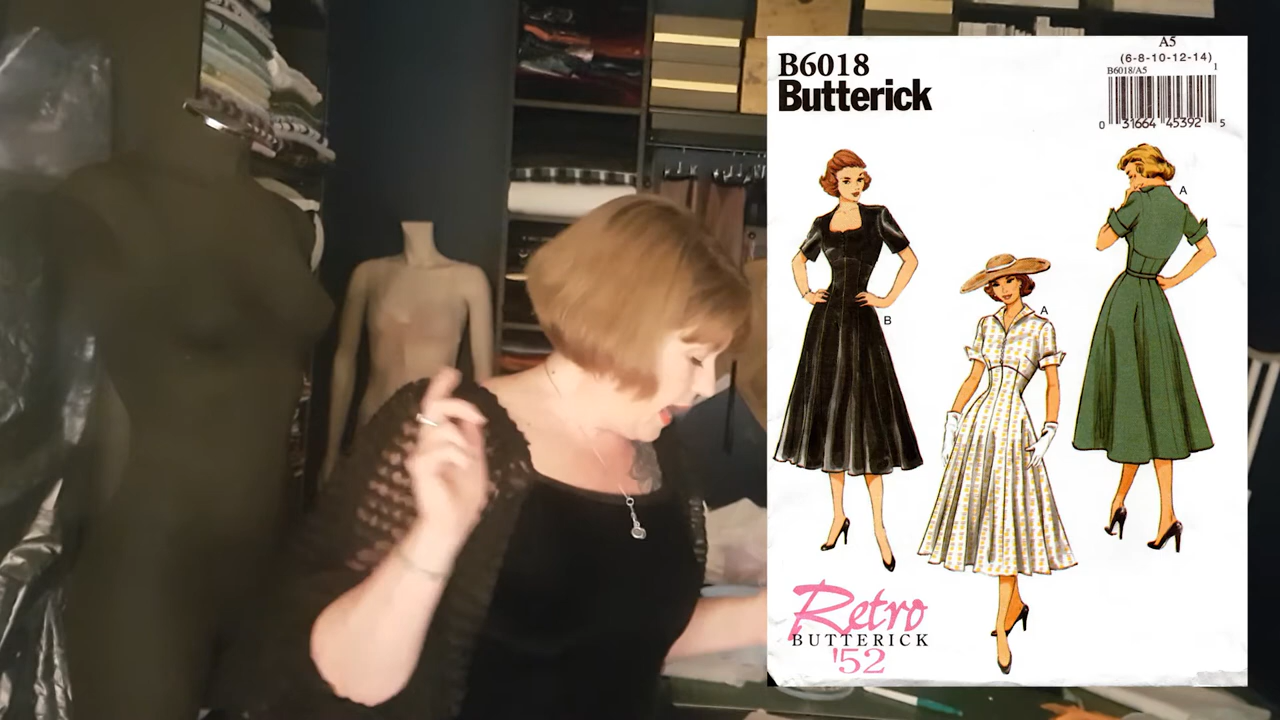 B6018
Butterick
A5
(6-8-10-12-14)
B6018/A5 1
0 31664 45392 5
A
B
A
Retro
BUTTERICK
'52